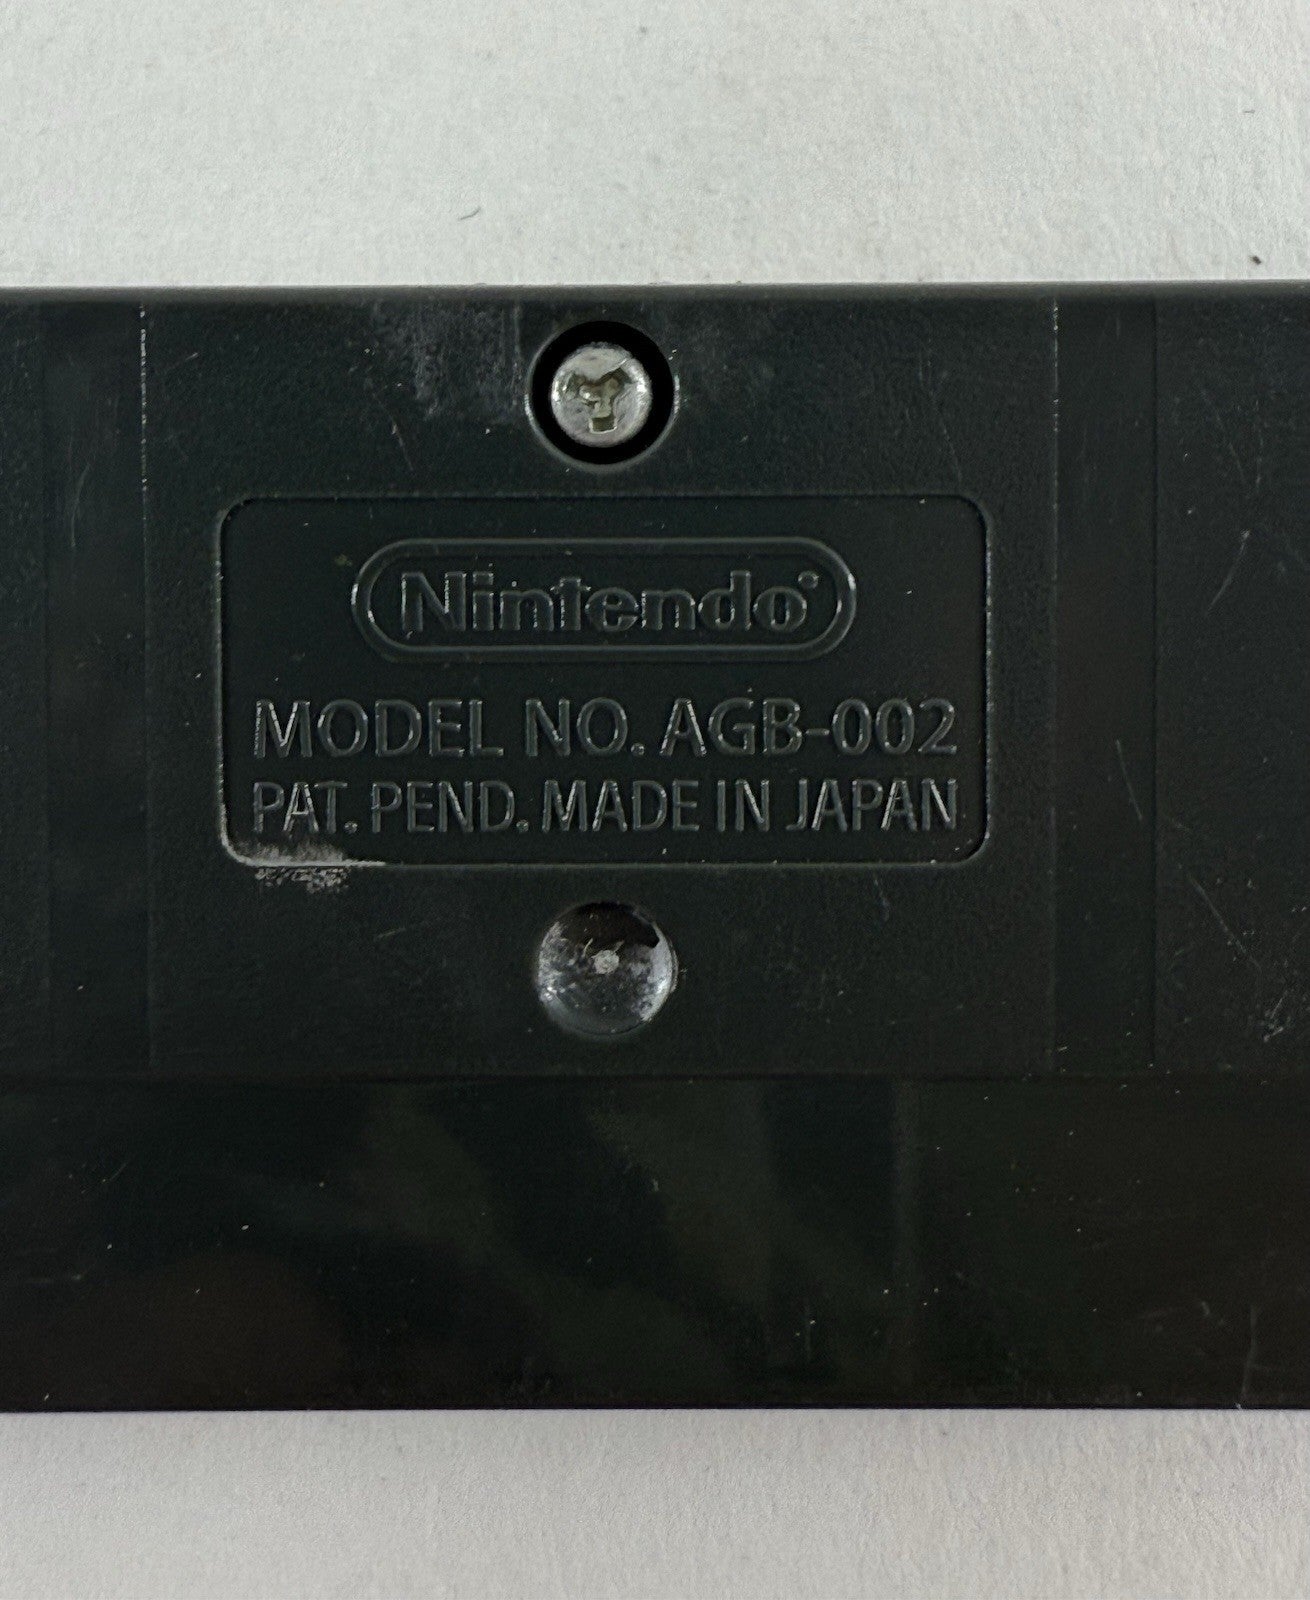 Nintendo®
MODEL NO. AGB-002
PAT. PEND. MADE IN JAPAN